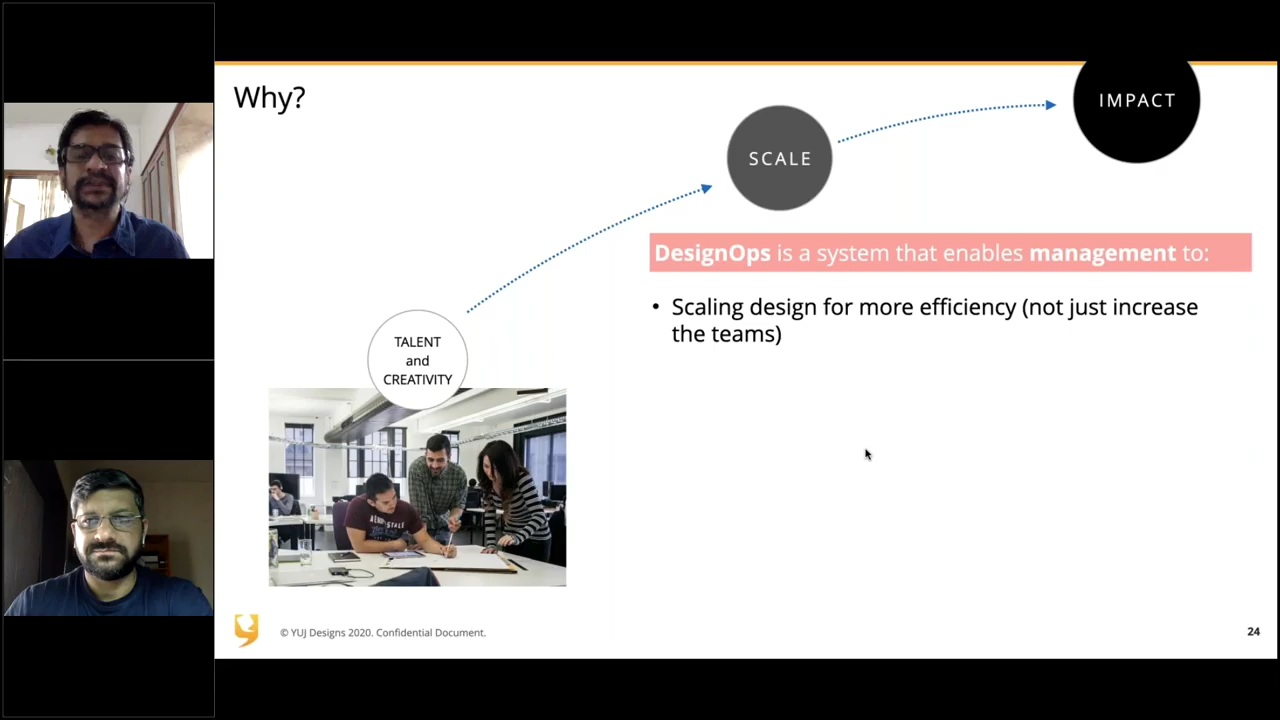 Why?
IMPACT
SCALE
DesignOps is a system that enables management to:
• Scaling design for more efficiency (not just increase
the teams)
TALENT
and
CREATIVITY
© YUJ Designs 2020. Confidential Document.
24